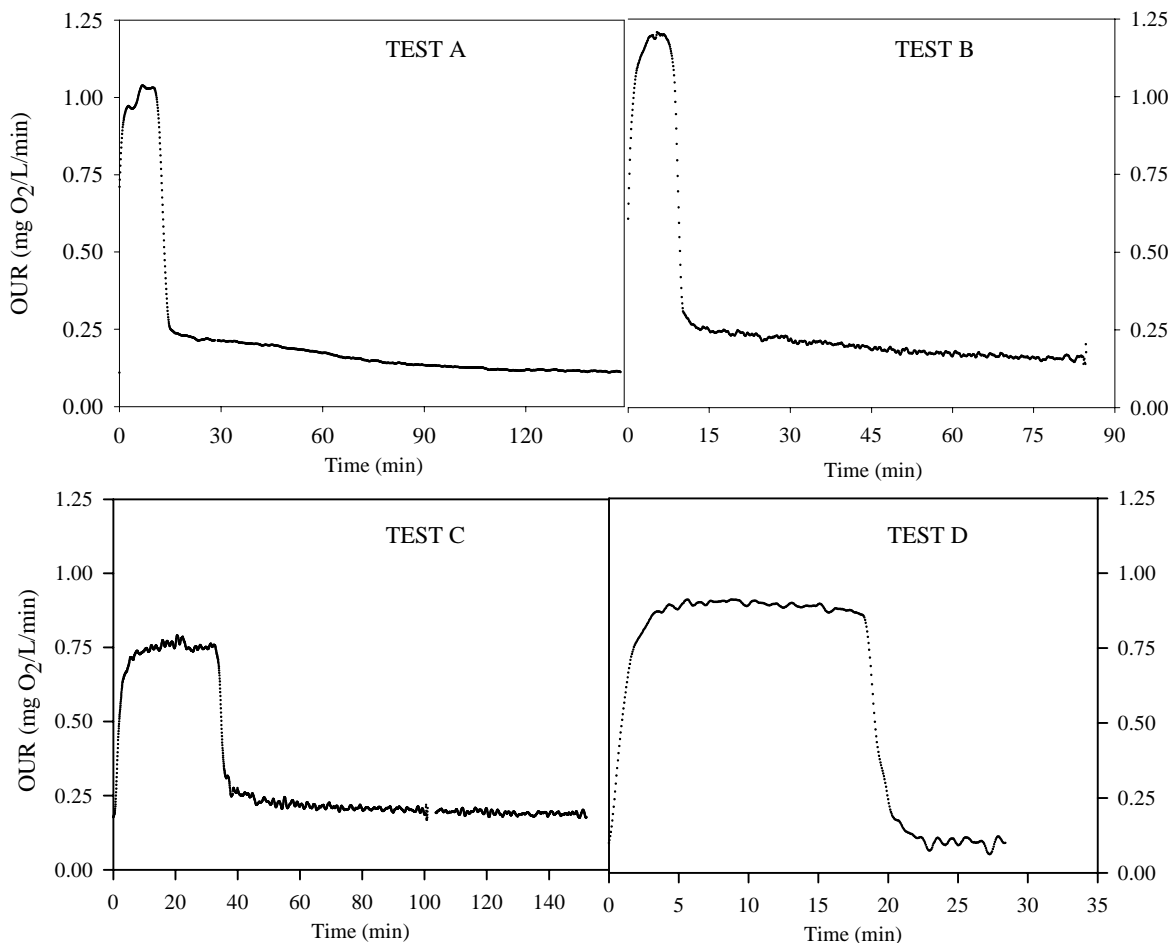 TEST A
OUR (mg O2/L/min)
1.25
1.00
0.75
0.50
0.25
0.00
0 30 60 90 120
Time (min)
TEST B
1.25
1.00
0.75
0.50
0.25
0.00
0 15 30 45 60 75 90
Time (min)
TEST C
OUR (mg O2/L/min)
1.25
1.00
0.75
0.50
0.25
0.00
0 20 40 60 80 100 120 140
Time (min)
TEST D
1.25
1.00
0.75
0.50
0.25
0.00
0 5 10 15 20 25 30 35
Time (min)